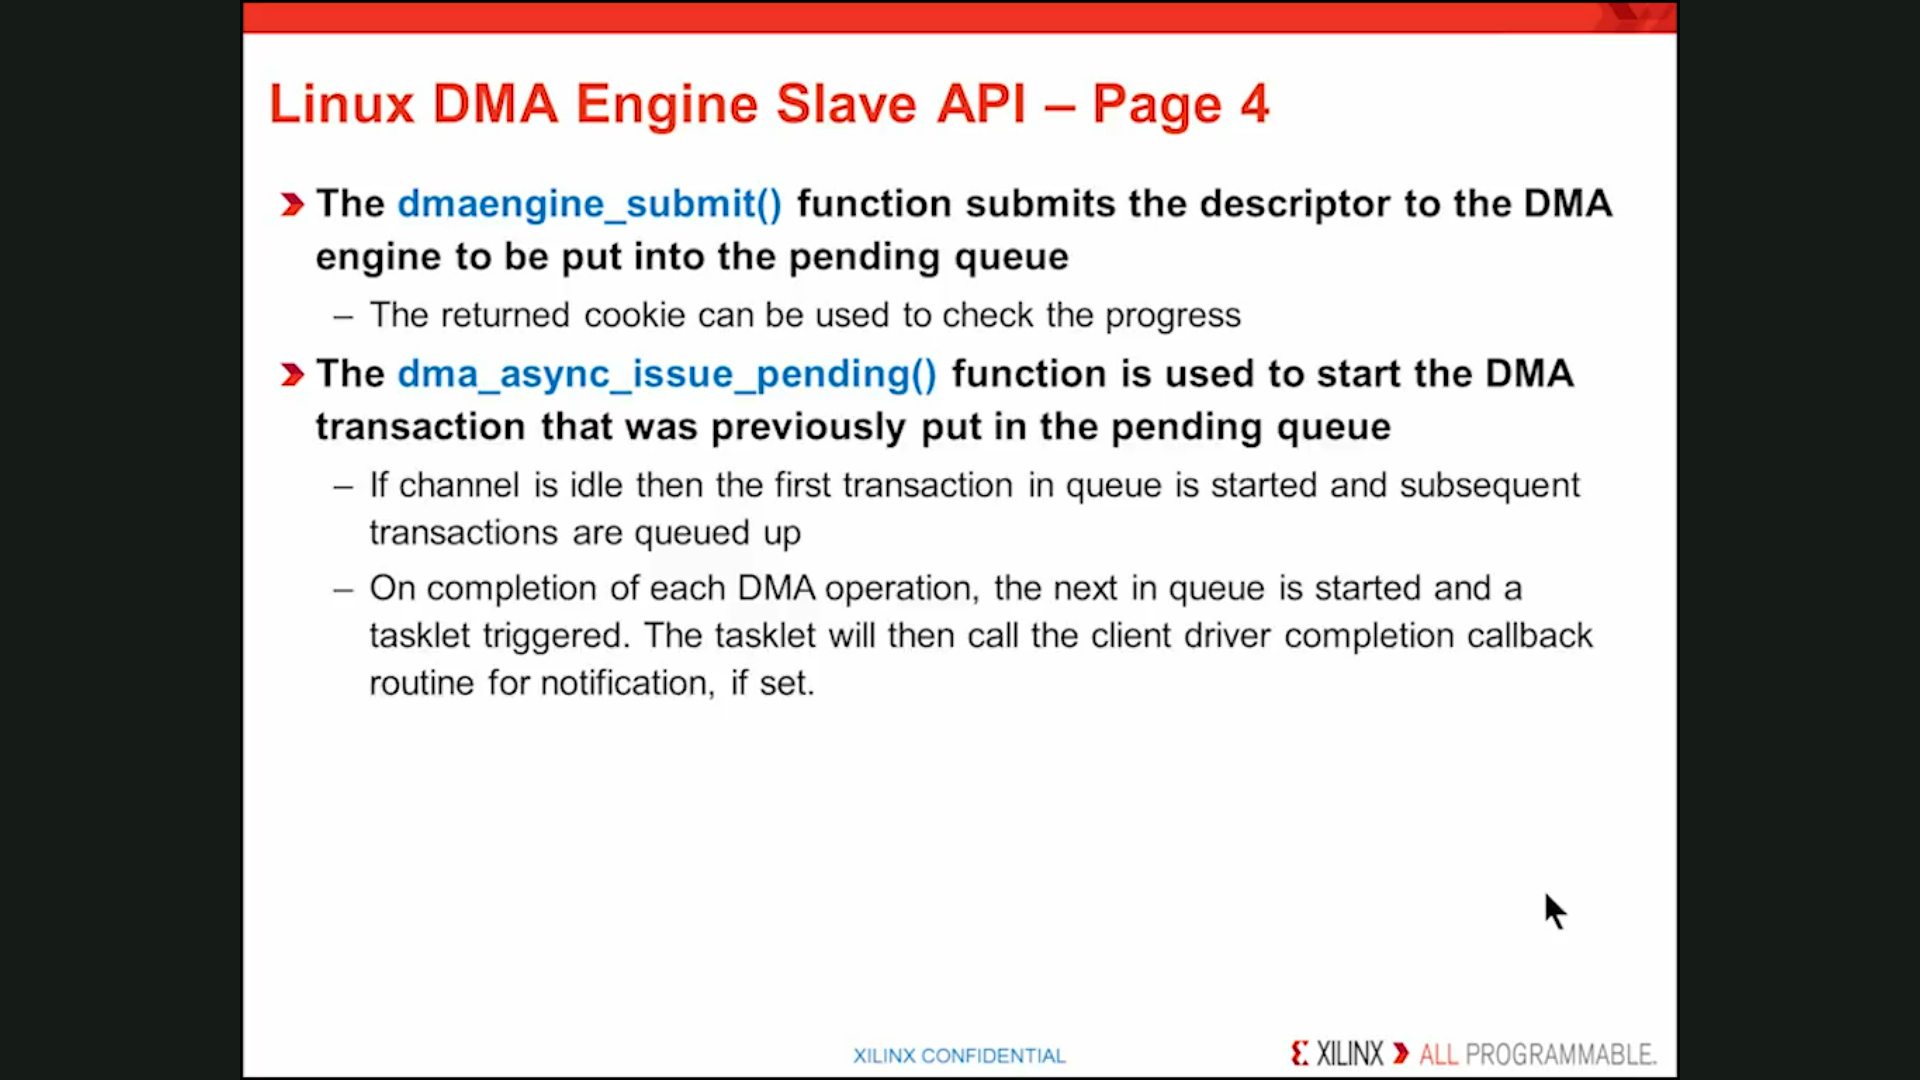 Linux DMA Engine Slave API – Page 4
The dmaengine_submit() function submits the descriptor to the DMA
engine to be put into the pending queue
– The returned cookie can be used to check the progress
The dma_async_issue_pending() function is used to start the DMA
transaction that was previously put in the pending queue
– If channel is idle then the first transaction in queue is started and subsequent
transactions are queued up
– On completion of each DMA operation, the next in queue is started and a
tasklet triggered. The tasklet will then call the client driver completion callback
routine for notification, if set.
XILINX CONFIDENTIAL
XILINX ALL PROGRAMMABLE.